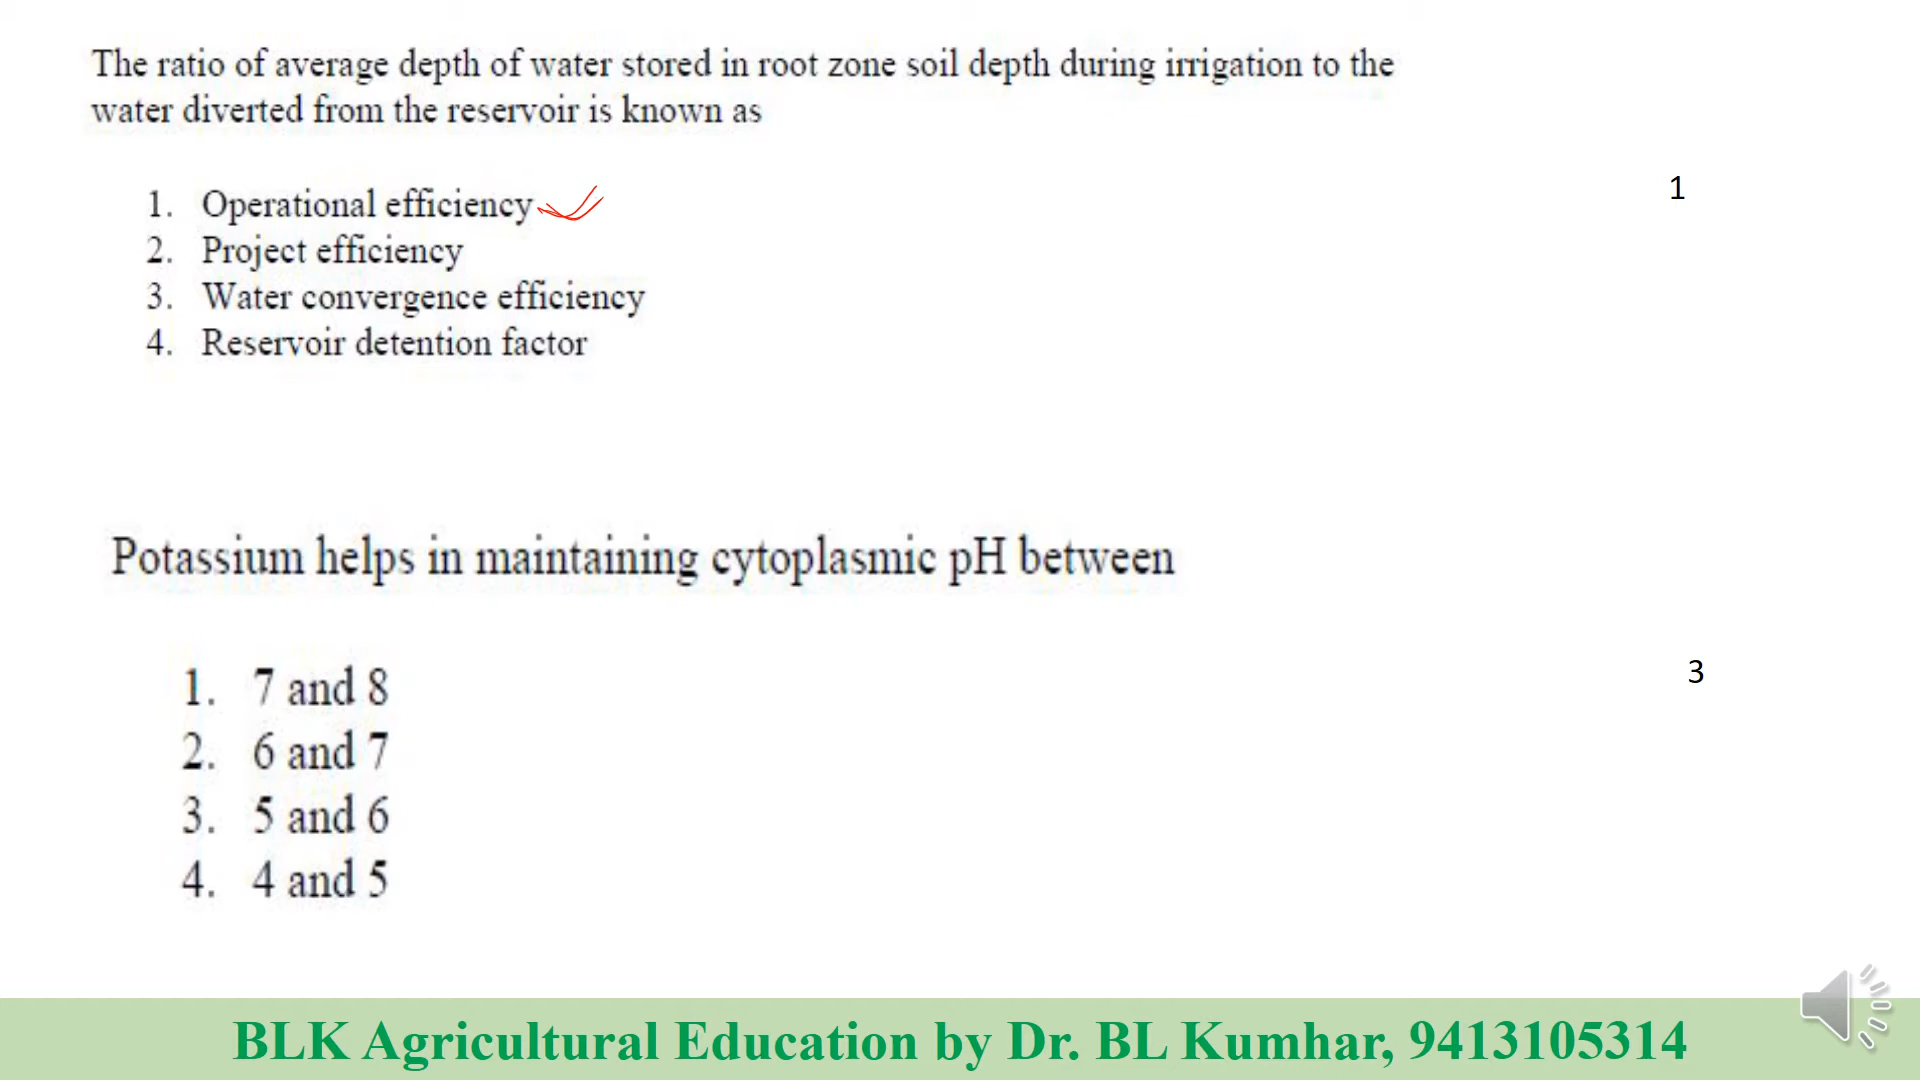 The ratio of average depth of water stored in root zone soil depth during irrigation to the
water diverted from the reservoir is known as
1
1. Operational efficiency
2. Project efficiency
3. Water convergence efficiency
4. Reservoir detention factor
Potassium helps in maintaining cytoplasmic pH between
3
1. 7 and 8
2. 6 and 7
3. 5 and 6
4. 4 and 5
BLK Agricultural Education by Dr. BL Kumhar, 9413105314